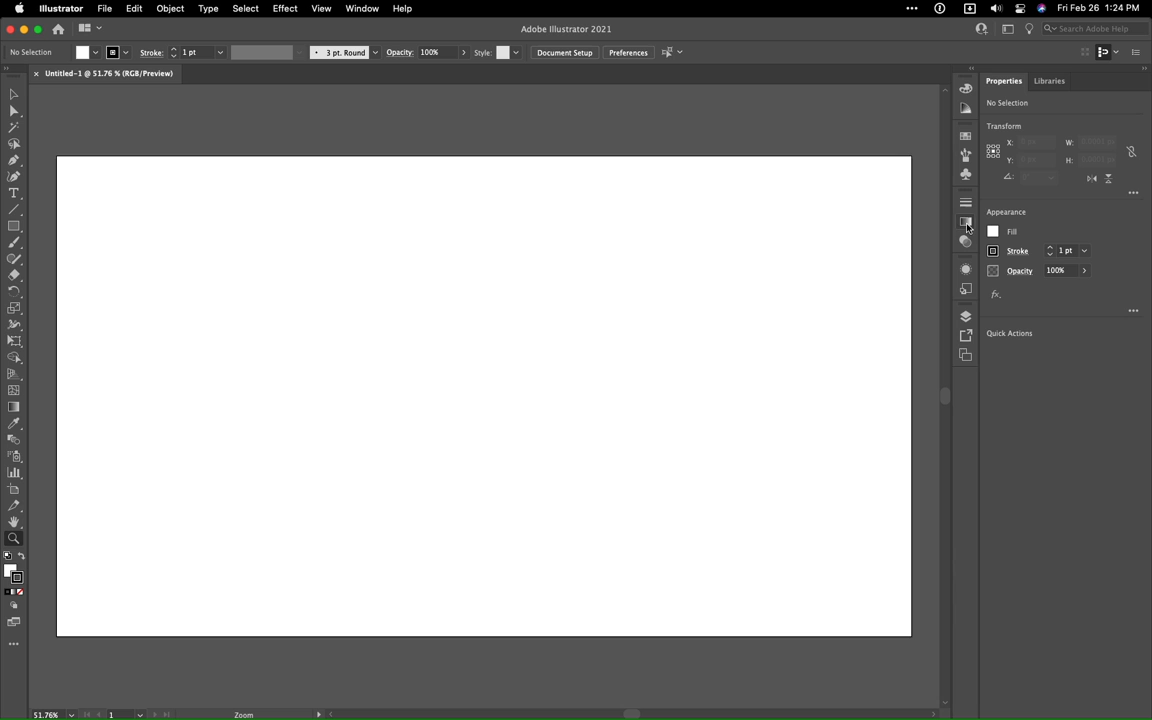 Illustrator File Edit Object Type Select Effect View Window Help Fri Feb 26 1:24 PM
Adobe Illustrator 2021 Search Adobe Help
No Selection Stroke: 1 pt 3 pt. Round Opacity: 100% Style: Document Setup Preferences
Untitled-1 @ 51.76 % (RGB/Preview)
Properties Libraries
No Selection
Transform
X: W:
Y: H:
Appearance
Fill
Stroke 1 pt
Opacity 100%
fx.
Quick Actions
51.76% 1 Zoom